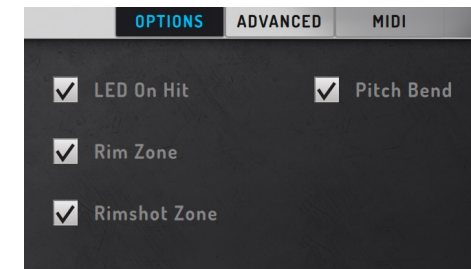 OPTIONS ADVANCED MIDI
LED On Hit Pitch Bend
Rim Zone
Rimshot Zone